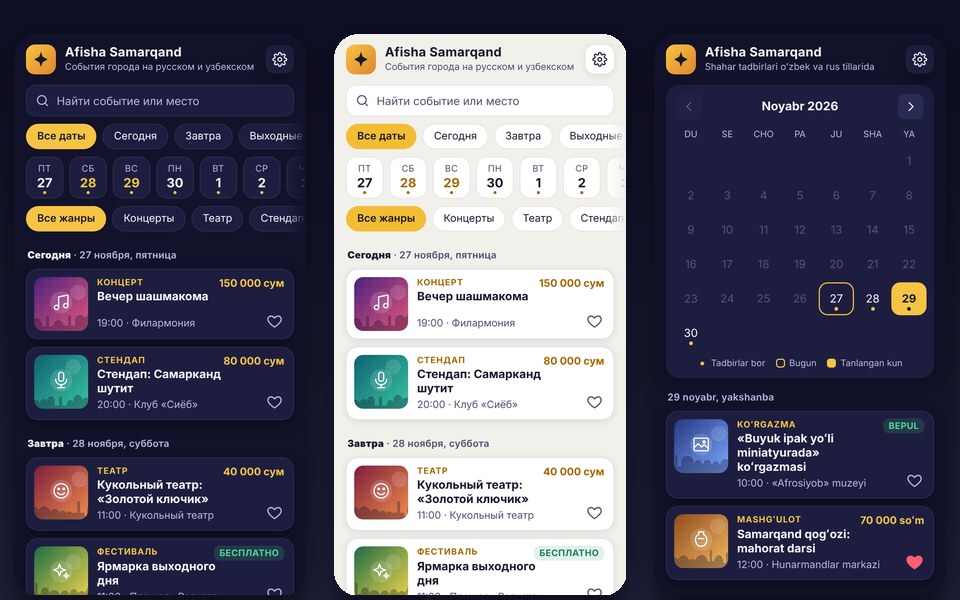 Afisha Samarqand
События города на русском и узбекском
Найти событие или место
Все даты
Сегодня
Завтра
Выходные
ПТ СБ ВС ПН ВТ СР
27 28 29 30 1 2
Все жанры
Концерты
Театр
Стендап
Сегодня · 27 ноября, пятница
КОНЦЕРТ
150 000 сум
Вечер шашмакома
19:00 · Филармония
СТЕНДАП
80 000 сум
Стендап: Самарканд
шутит
20:00 · Клуб «Сиёб»
Завтра · 28 ноября, суббота
ТЕАТР
40 000 сум
Кукольный театр:
«Золотой ключик»
11:00 · Кукольный театр
ФЕСТИВАЛЬ
БЕСПЛАТНО
Ярмарка выходного
дня
Afisha Samarqand
События города на русском и узбекском
Найти событие или место
Все даты
Сегодня
Завтра
Выходные
ПТ СБ ВС ПН ВТ СР
27 28 29 30 1 2
Все жанры
Концерты
Театр
Стендап
Сегодня · 27 ноября, пятница
КОНЦЕРТ
150 000 сум
Вечер шашмакома
19:00 · Филармония
СТЕНДАП
80 000 сум
Стендап: Самарканд
шутит
20:00 · Клуб «Сиёб»
Завтра · 28 ноября, суббота
ТЕАТР
40 000 сум
Кукольный театр:
«Золотой ключик»
11:00 · Кукольный театр
ФЕСТИВАЛЬ
БЕСПЛАТНО
Ярмарка выходного
дня
Afisha Samarqand
Shahar tadbirlari oʻzbek va rus tillarida
Noyabr 2026
DU SE CHO PA JU SHA YA
1
2 3 4 5 6 7 8
9 10 11 12 13 14 15
16 17 18 19 20 21 22
23 24 25 26 27 28 29
30
Tadbirlar bor
Bugun
Tanlangan kun
29 noyabr, yakshanba
KOʻRGAZMA
BEPUL
«Buyuk ipak yoʻli
miniatyurada»
koʻrgazmasi
10:00 · «Afrosiyob» muzeyi
MASHGʻULOT
70 000 soʻm
Samarqand qogʻozi:
mahorat darsi
12:00 · Hunarmandlar markazi